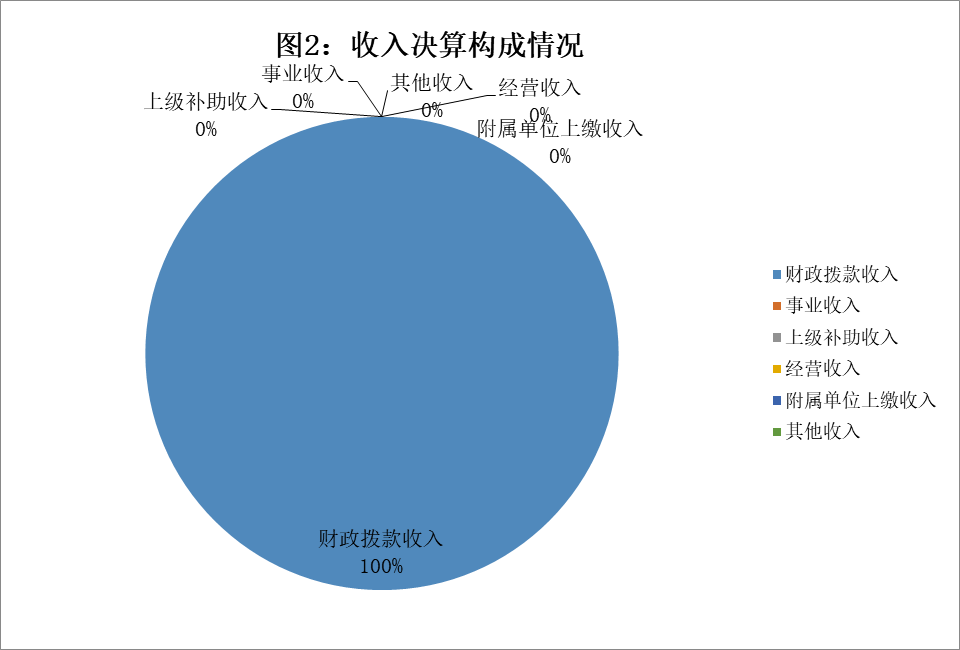 图2：收入决算构成情况
事业收入
0%
其他收入
0%
经营收入
0%
上级补助收入
0%
附属单位上缴收入
0%
财政拨款收入
100%
财政拨款收入
事业收入
上级补助收入
经营收入
附属单位上缴收入
其他收入